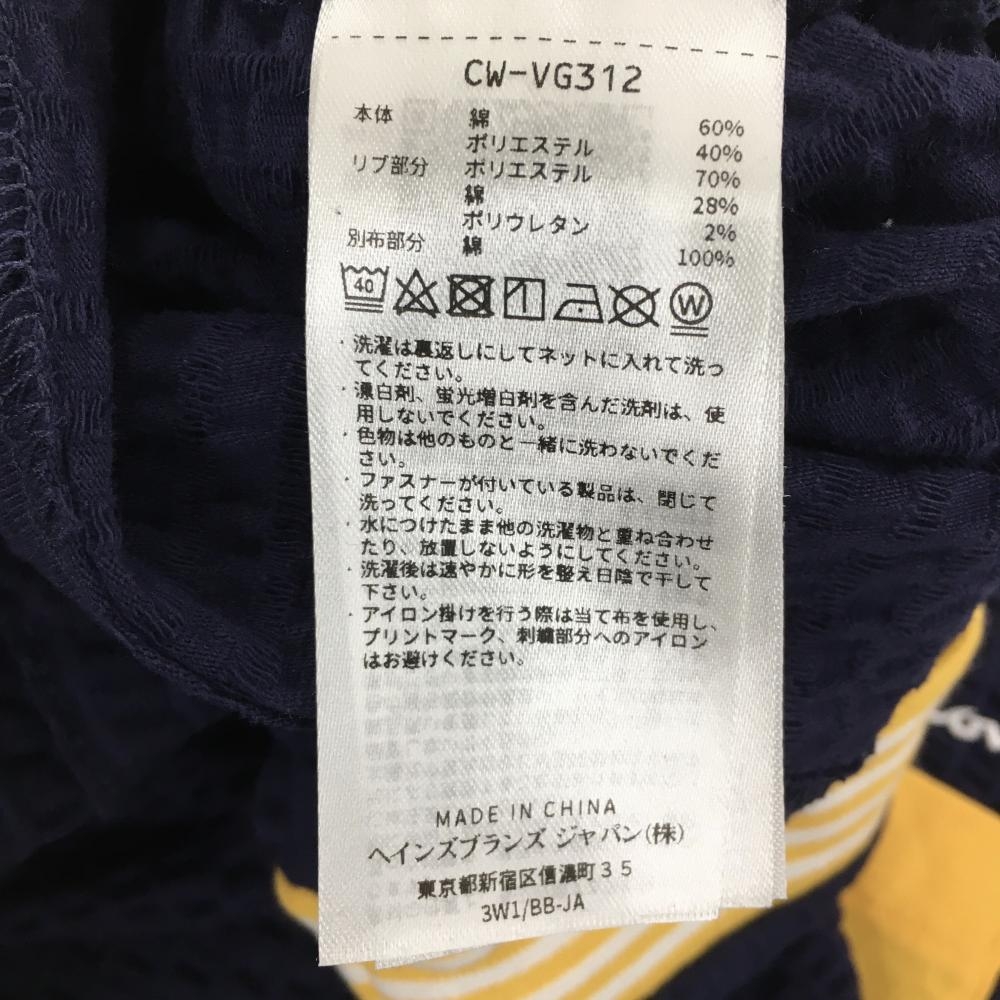 CW-VG312
本体 綿 60%
ポリエステル 40%
リブ部分 ポリエステル 70%
綿 28%
ポリウレタン 2%
別布部分 綿 100%
40 W
・洗濯は裏返しにしてネットに入れて洗っ
てください。
・漂白剤、蛍光増白剤を含んだ洗剤は、使
用しないでください。
・色物は他のものと一緒に洗わないでくだ
さい。
・ファスナーが付いている製品は、閉じて
洗ってください。
・水につけたまま他の洗濯物と重ね合わせ
たり、放置しないようにしてください。
・洗濯後は速やかに形を整え日陰で干して
下さい。
・アイロン掛けを行う際は当て布を使用し、
プリントマーク、刺繍部分へのアイロン
はお避けください。
MADE IN CHINA
ヘインズブランズ ジャパン(株)
東京都新宿区信濃町35
3W1/BB-JA